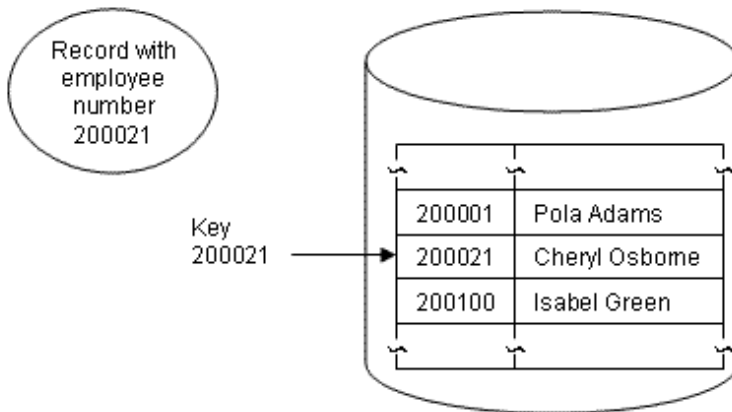 Record with
employee
number
200021
Key
200021
200001 Pola Adams
200021 Cheryl Osborne
200100 Isabel Green